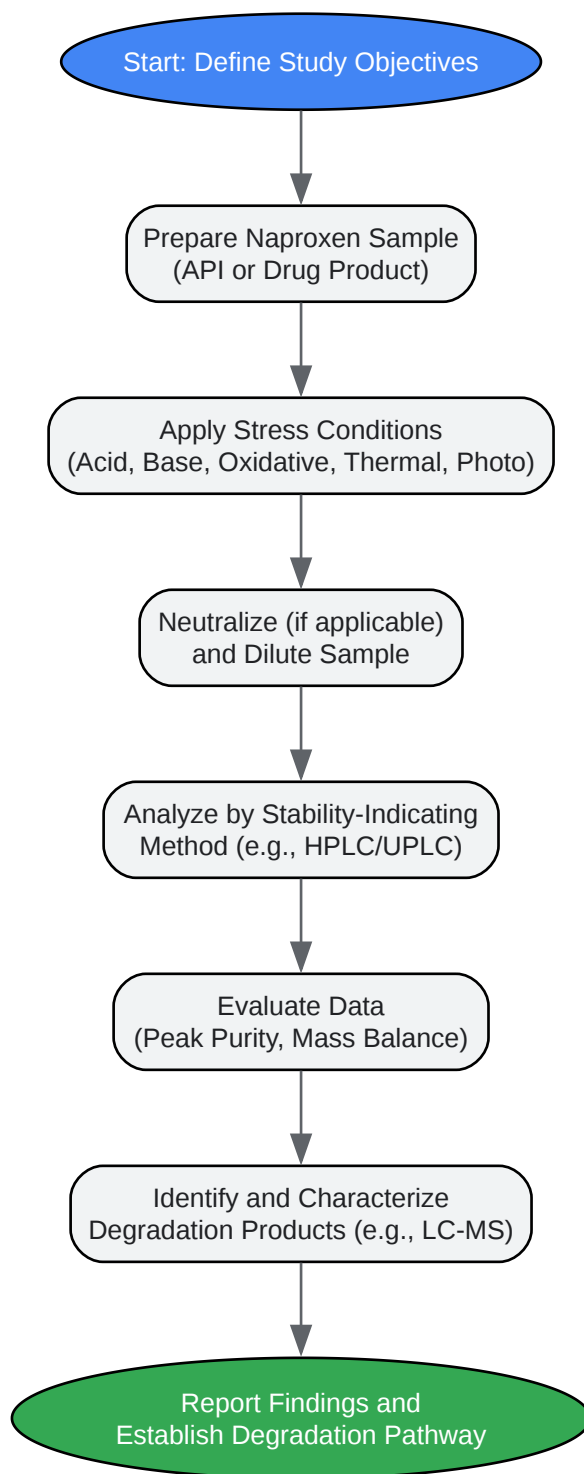 Start: Define Study Objectives
Prepare Naproxen Sample
(API or Drug Product)
Apply Stress Conditions
(Acid, Base, Oxidative, Thermal, Photo)
Neutralize (if applicable)
and Dilute Sample
Analyze by Stability-Indicating
Method (e.g., HPLC/UPLC)
Evaluate Data
(Peak Purity, Mass Balance)
Identify and Characterize
Degradation Products (e.g., LC-MS)
Report Findings and
Establish Degradation Pathway